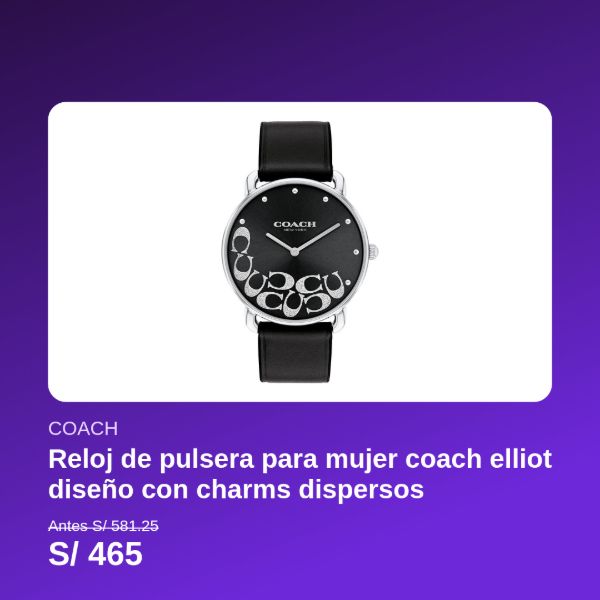 COACH
NEW YORK
COACH
Reloj de pulsera para mujer coach elliot
diseño con charms dispersos
Antes S/ 581.25
S/ 465